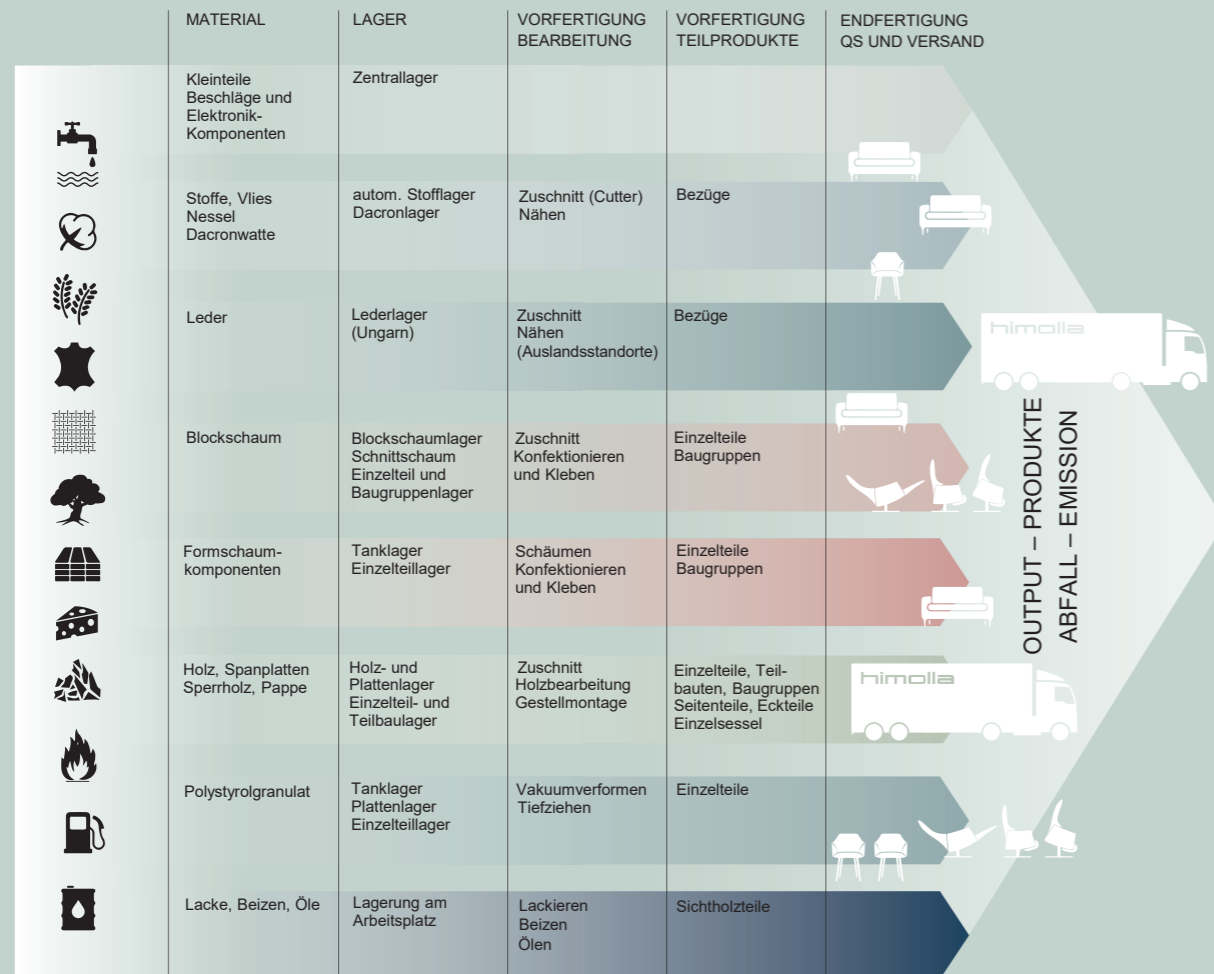 MATERIAL
LAGER
VORFERTIGUNG
BEARBEITUNG
VORFERTIGUNG
TEILPRODUKTE
ENDFERTIGUNG
QS UND VERSAND
Kleinteile
Beschläge und
Elektronik-
Komponenten
Zentrallager
Stoffe, Vlies
Nessel
Dacronwatte
autom. Stofflager
Dacronlager
Zuschnitt (Cutter)
Nähen
Bezüge
Leder
Lederlager
(Ungarn)
Zuschnitt
Nähen
(Auslandsstandorte)
Bezüge
himolla
Blockschaum
Blockschaumlager
Schnittschaum
Einzelteil und
Baugruppenlager
Zuschnitt
Konfektionieren
und Kleben
Einzelteile
Baugruppen
Formschaum-
komponenten
Tanklager
Einzelteillager
Schäumen
Konfektionieren
und Kleben
Einzelteile
Baugruppen
Holz, Spanplatten
Sperrholz, Pappe
Holz- und
Plattenlager
Einzelteil- und
Teilbaulager
Zuschnitt
Holzbearbeitung
Gestellmontage
Einzelteile, Teil-
bauten, Baugruppen
Seitenteile, Eckteile
Einzelsessel
himolla
Polystyrolgranulat
Tanklager
Plattenlager
Einzelteillager
Vakuumverformen
Tiefziehen
Einzelteile
Lacke, Beizen, Öle
Lagerung am
Arbeitsplatz
Lackieren
Beizen
Ölen
Sichtholzteile
OUTPUT – PRODUKTE
ABFALL – EMISSION